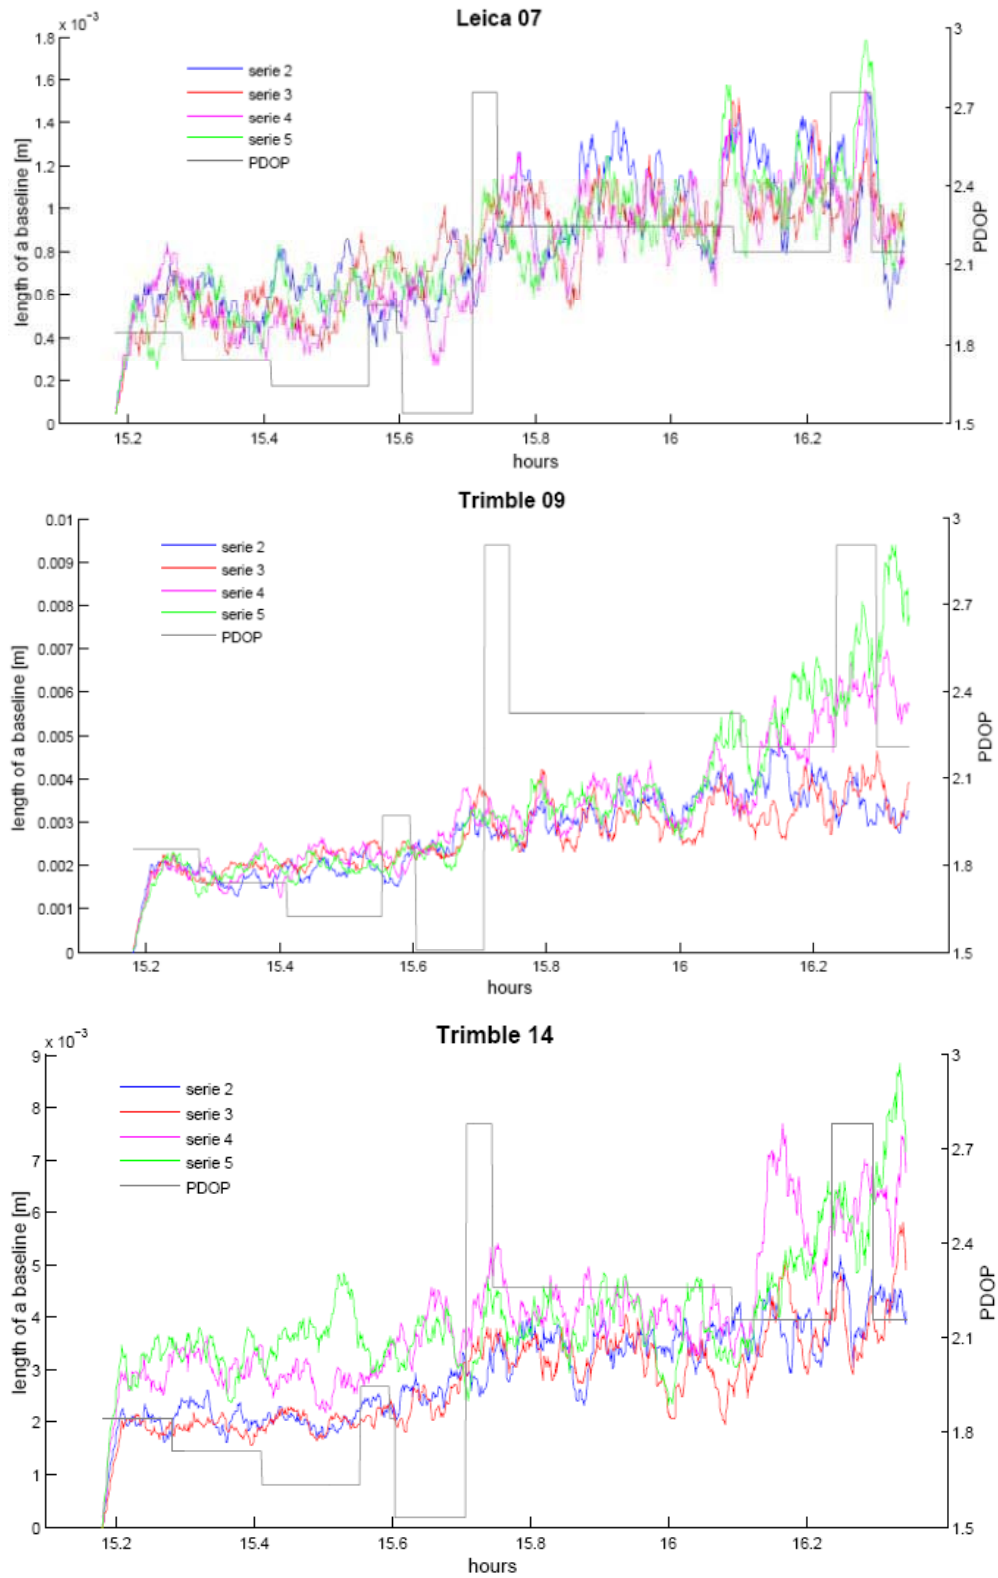 Leica 07
x 10⁻³
1.8
1.6
1.4
1.2
1
0.8
0.6
0.4
0.2
0
length of a baseline [m]
serie 2
serie 3
serie 4
serie 5
PDOP
3
2.7
2.4
2.1
1.8
1.5
PDOP
15.2
15.4
15.6
15.8
16
16.2
hours
Trimble 09
0.01
0.009
0.008
0.007
0.006
0.005
0.004
0.003
0.002
0.001
0
length of a baseline [m]
serie 2
serie 3
serie 4
serie 5
PDOP
3
2.7
2.4
2.1
1.8
1.5
PDOP
15.2
15.4
15.6
15.8
16
16.2
hours
Trimble 14
x 10⁻³
9
8
7
6
5
4
3
2
1
0
length of a baseline [m]
serie 2
serie 3
serie 4
serie 5
PDOP
3
2.7
2.4
2.1
1.8
1.5
PDOP
15.2
15.4
15.6
15.8
16
16.2
hours